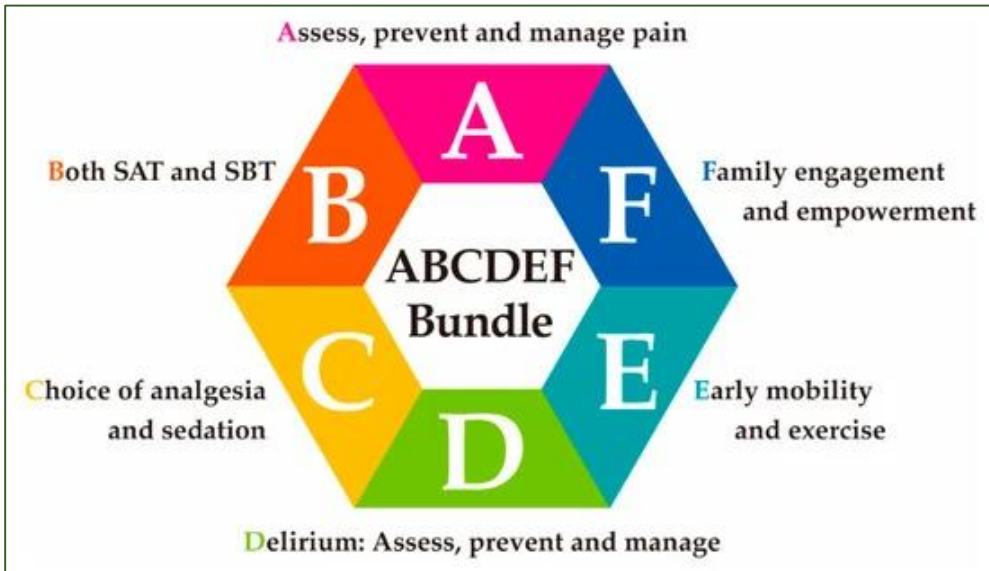 Assess, prevent and manage pain
A
B
Both SAT and SBT
F
Family engagement
and empowerment
ABCDEF
Bundle
C
Choice of analgesia
and sedation
E
Early mobility
and exercise
D
Delirium: Assess, prevent and manage